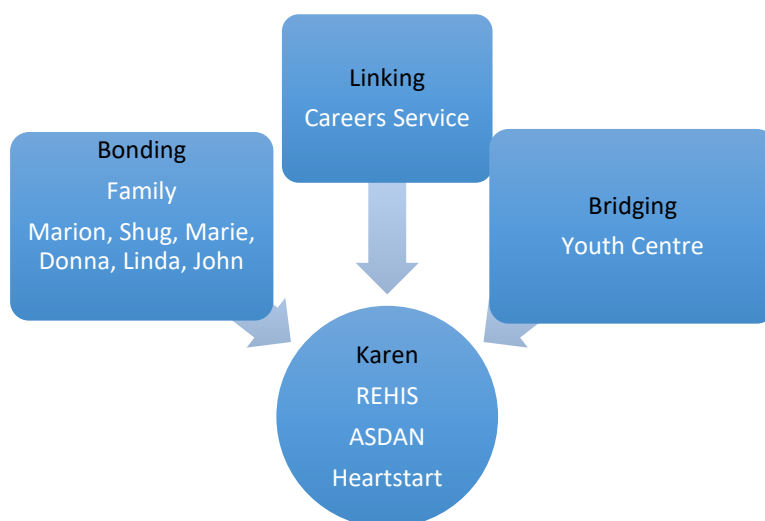 Linking
Careers Service
Bonding
Family
Marion, Shug, Marie,
Donna, Linda, John
Bridging
Youth Centre
Karen
REHIS
ASDAN
Heartstart